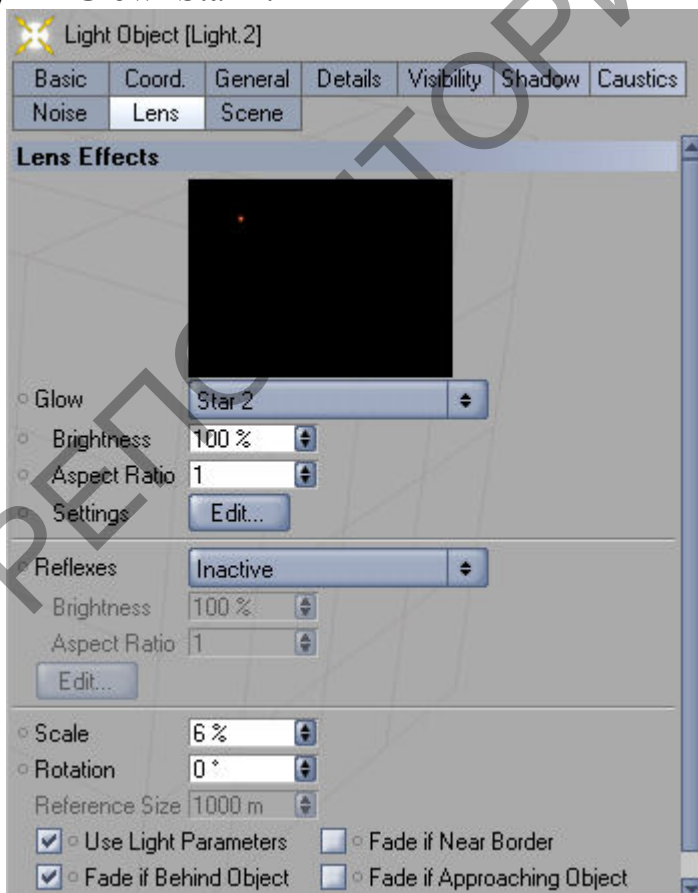 Light Object [Light.2]
Basic Coord. General Details Visibility Shadow Caustics
Noise Lens Scene
Lens Effects
Glow Star 2
Brightness 100 %
Aspect Ratio 1
Settings Edit...
Reflexes Inactive
Brightness 100 %
Aspect Ratio 1
Edit...
Scale 6 %
Rotation 0 °
Reference Size 1000 m
Use Light Parameters Fade if Near Border
Fade if Behind Object Fade if Approaching Object